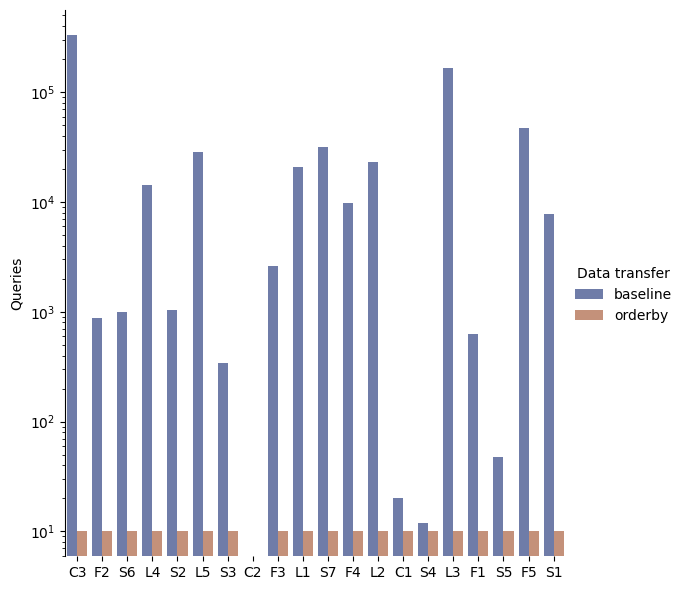 10⁵
10⁴
10³
10²
10¹
Queries
C3 F2 S6 L4 S2 L5 S3 C2 F3 L1 S7 F4 L2 C1 S4 L3 F1 S5 F5 S1
Data transfer
baseline
orderby